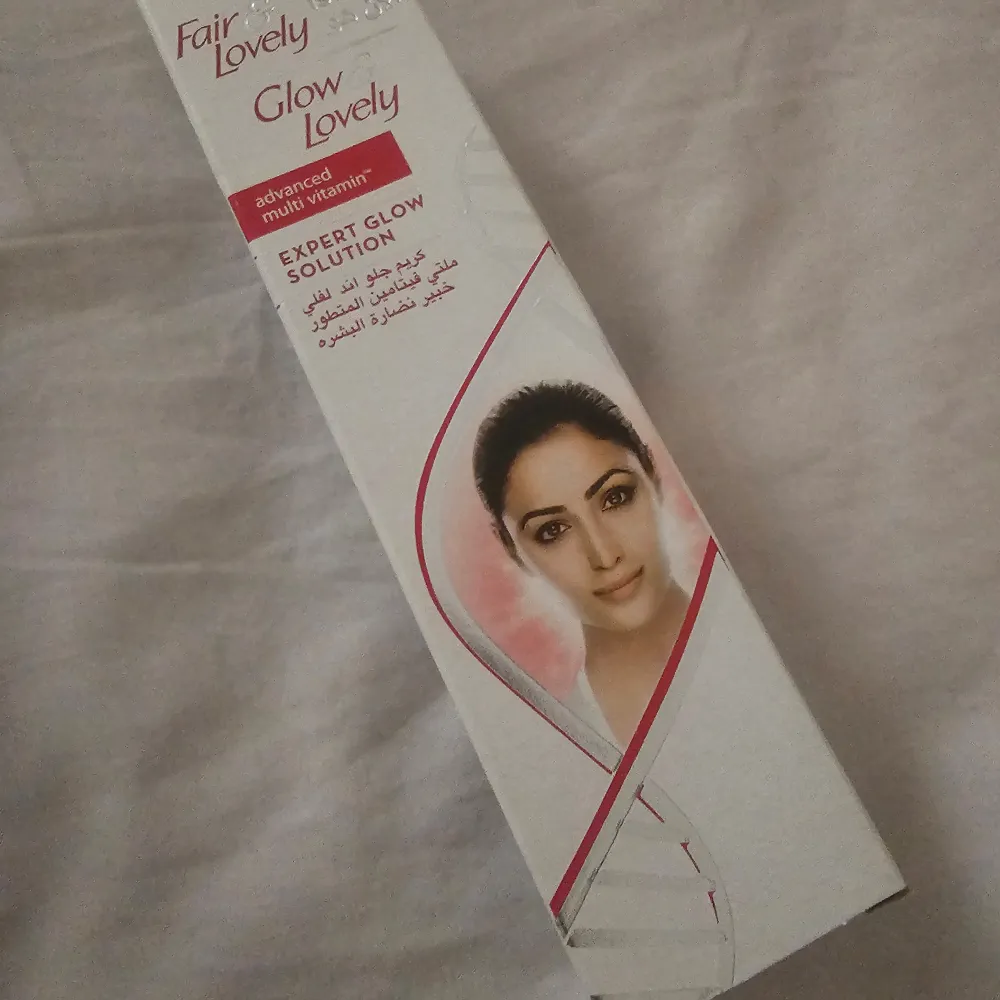 Fair &
Lovely
Glow &
Lovely
advanced
multi vitamin™
EXPERT GLOW
SOLUTION
كريم جلو اند لفلي
ملتي فيتامين المتطور
خبير نضارة البشره